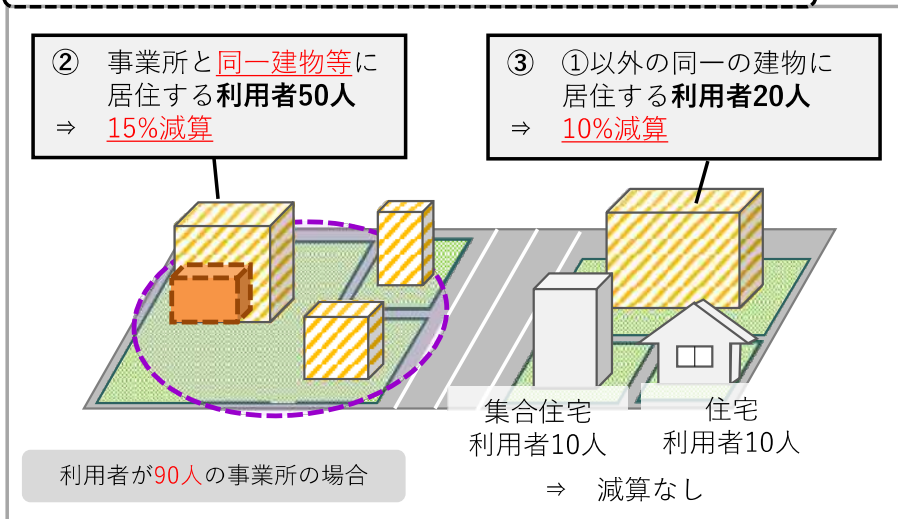 ② 事業所と同一建物等に
居住する利用者50人
⇒ 15%減算
③ ①以外の同一の建物に
居住する利用者20人
⇒ 10%減算
集合住宅
利用者10人
住宅
利用者10人
⇒ 減算なし
利用者が90人の事業所の場合